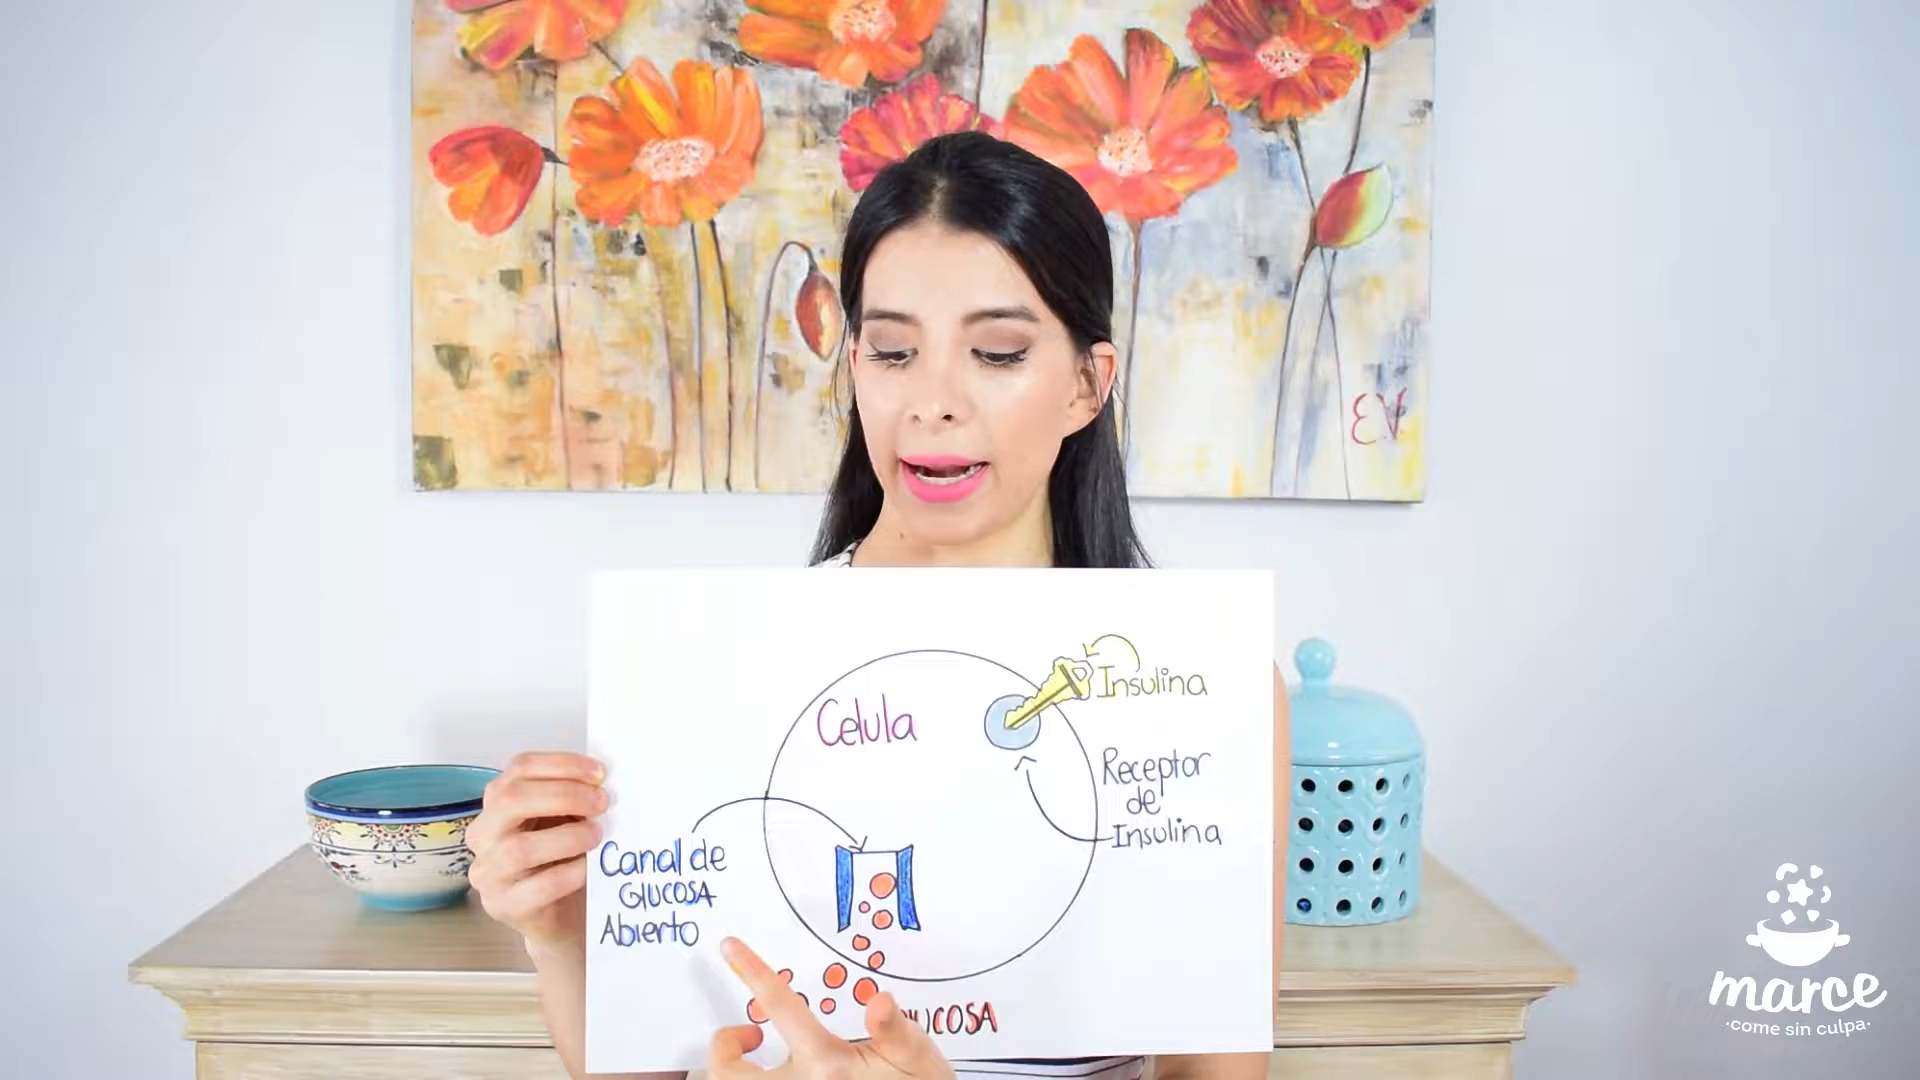 E.V
Celula
Insulina
Receptor
de
Insulina
Canal de
GLUCOSA
Abierto
marce
·come sin culpa·